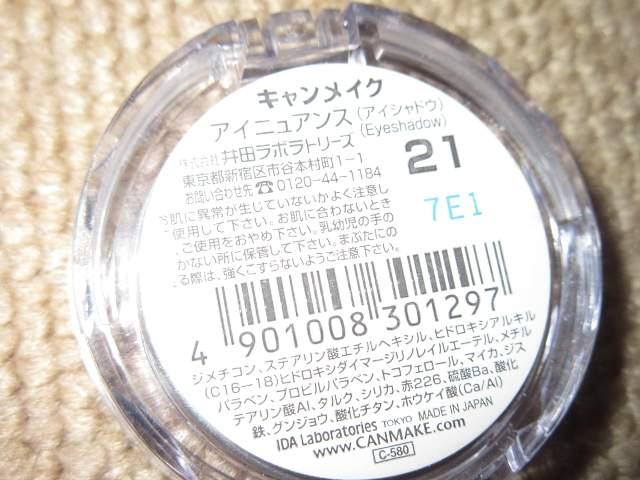 キャンメイク
アイニュアンス(アイシャドウ)
(Eyeshadow)
株式会社 井田ラボラトリーズ
東京都新宿区市谷本村町1-1
お問い合わせ先☎0120-44-1184
21
7E1
お肌に異常が生じていないかよく注意し
使用して下さい。お肌に合わないとき
、ご使用をおやめ下さい。乳幼児の手の
かない所に保管して下さい。まぶたにの
る際は、強くこすらないようご注意下さい。
4 901008 301297
ジメチコン、ステアリン酸エチルヘキシル、ヒドロキシアルキル
(C16-18)ヒドロキシダイマージリノレイルエーテル、メチル
パラベン、プロピルパラベン、トコフェロール、マイカ、ジス
テアリン酸Al、タルク、シリカ、赤226、硫酸Ba、酸化
鉄、グンジョウ、酸化チタン、ホウケイ酸(Ca/Al)
IDA Laboratories TOKYO MADE IN JAPAN
www.CANMAKE.com
C-580